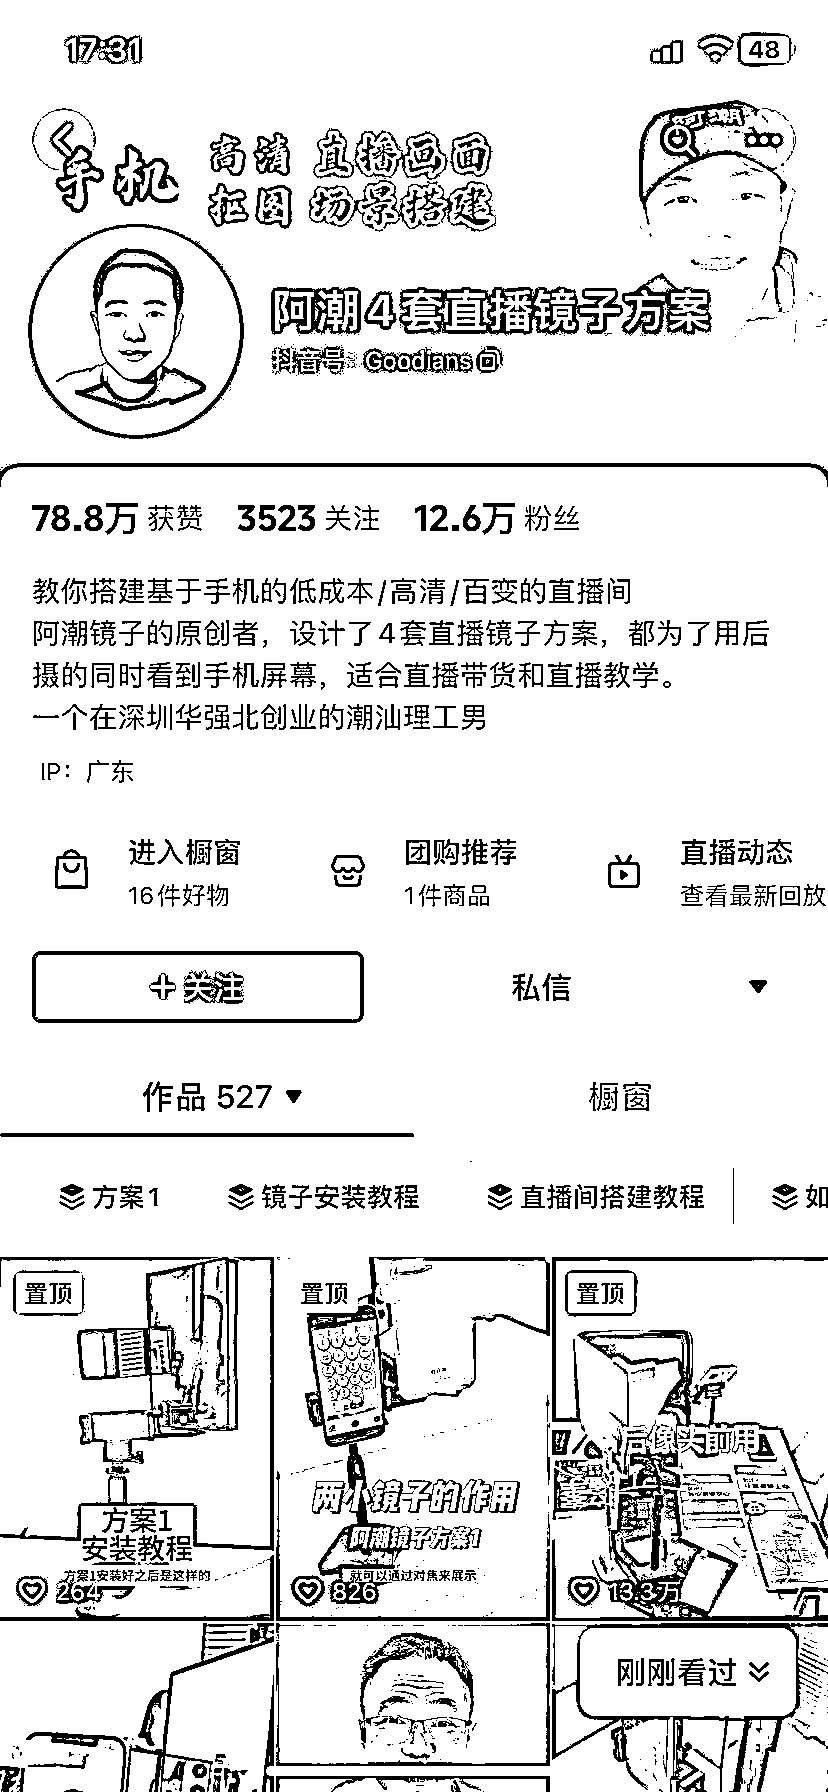 17:31
48
手机 高清 直播画面
抠图 场景搭建
阿潮4套直播镜子方案
抖音号: Goodians
78.8万 获赞 3523 关注 12.6万 粉丝
教你搭建基于手机的低成本/高清/百变的直播间
阿潮镜子的原创者，设计了4套直播镜子方案，都为了用后
摄的同时看到手机屏幕，适合直播带货和直播教学。
一个在深圳华强北创业的潮汕理工男
IP：广东
进入橱窗 团购推荐 直播动态
16件好物 1件商品 查看最新回放
关注 私信
作品 527 橱窗
方案1 镜子安装教程 直播间搭建教程 如
置顶 置顶 置顶
后像头前用
两个镜子的作用
阿潮镜子方案1
方案1
安装教程
方案1安装好之后是这样的
就可以通过对焦来展示
264 826 13.3万
刚刚看过